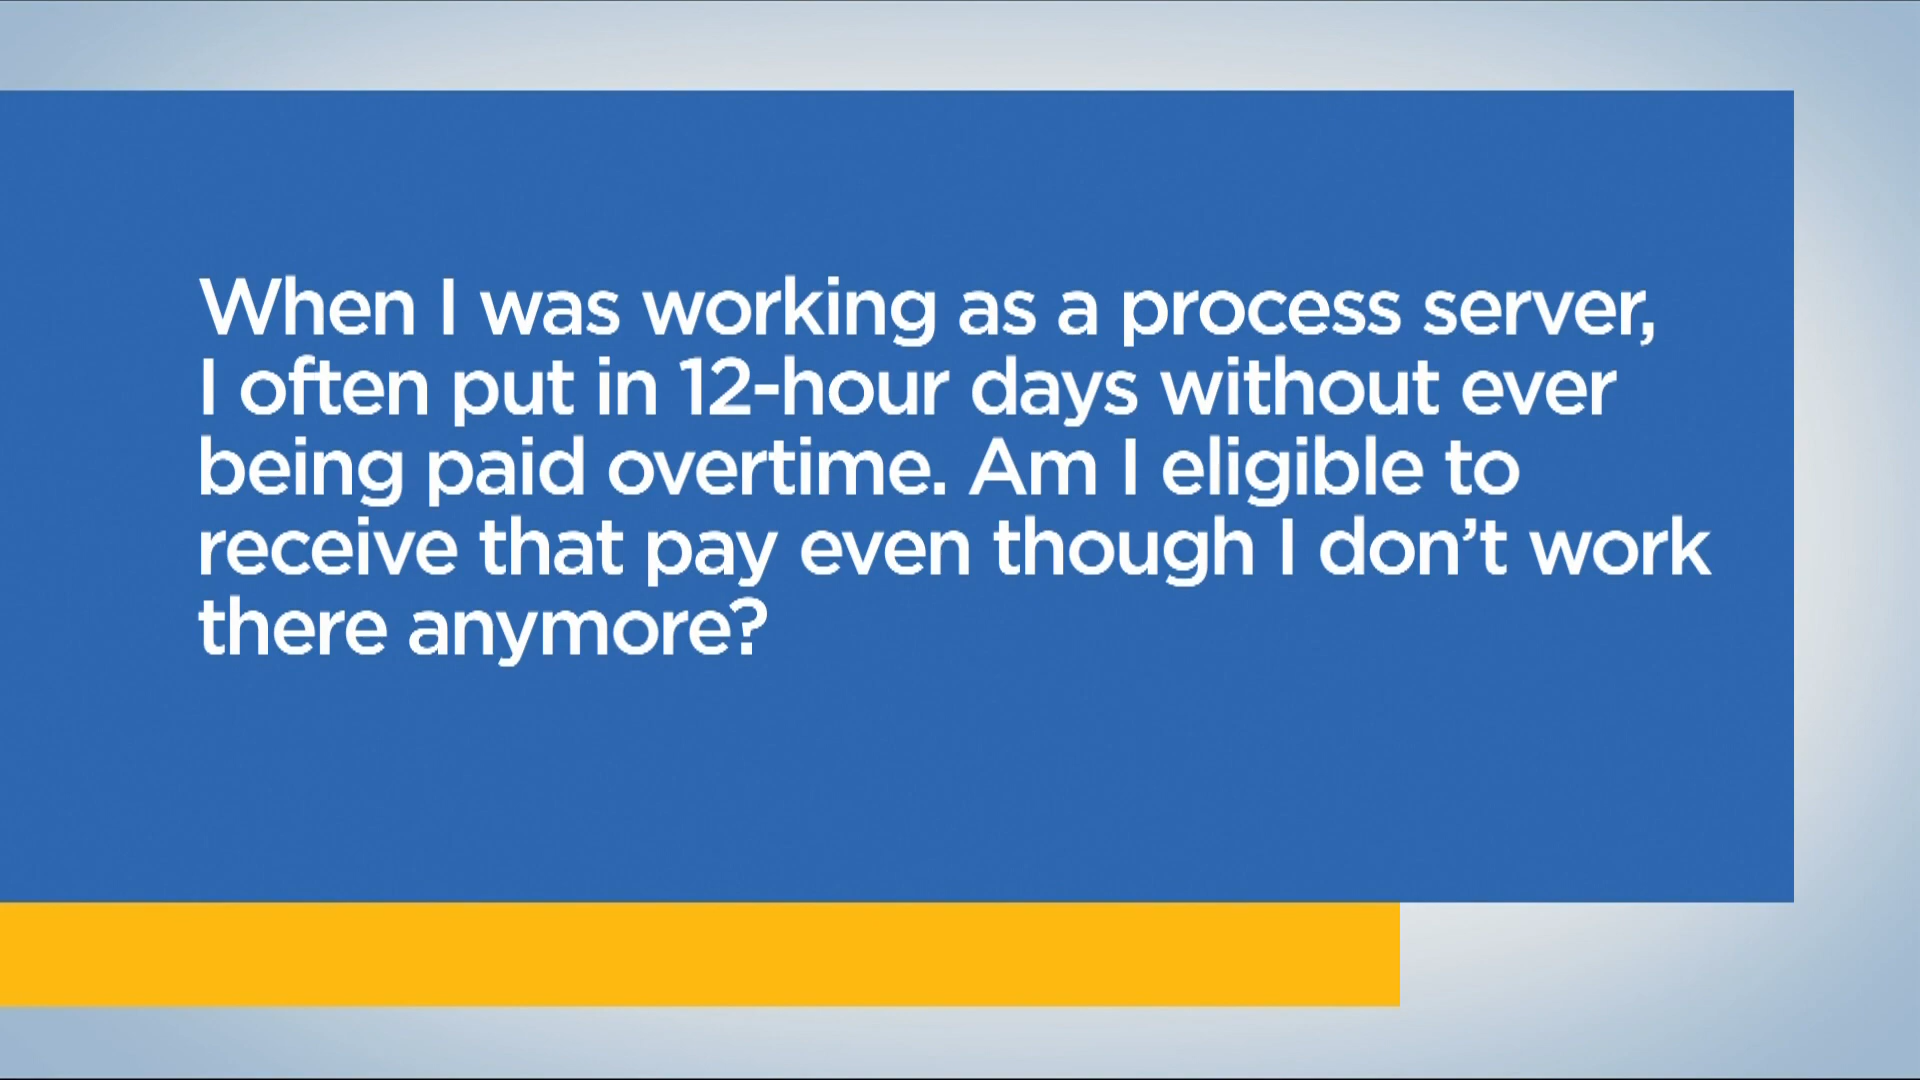 When I was working as a process server,
I often put in 12-hour days without ever
being paid overtime. Am I eligible to
receive that pay even though I don’t work
there anymore?